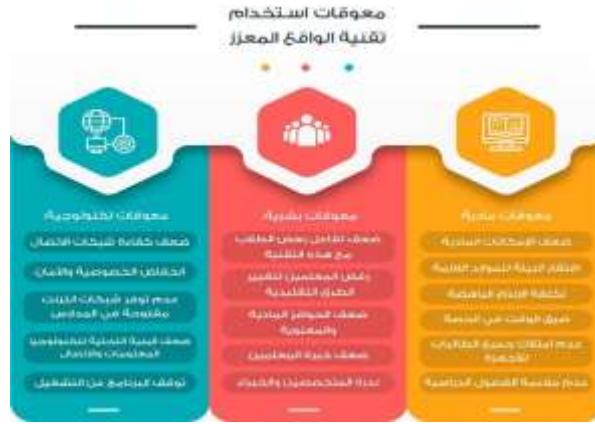 معوقات استخدام
تقنية الواقع المعزز
معوقات مادية
ضعف الإمكانات المادية
افتقار البيئة للموارد اللازمة
تكلفة الأجهزة الباهظة
ضيق الوقت في الحصة
عدم امتلاك جميع الطالبات
للأجهزة
عدم ملاءمة الفصول الدراسية
معوقات بشرية
ضعف تفاعل بعض الطلاب
مع هذه التقنية
رفض المعلمين لتغيير
الطرق التقليدية
ضعف الحوافز المادية
والمعنوية
ضعف خبرة المعلمين
ندرة المتخصصين والخبراء
معوقات تكنولوجية
ضعف كفاءة شبكات الاتصال
انخفاض الخصوصية والأمان
عدم توفر شبكات انترنت
مفتوحة في المدارس
ضعف البنية التحتية لتكنولوجيا
المعلومات والاتصال
توقف البرنامج عن التشغيل